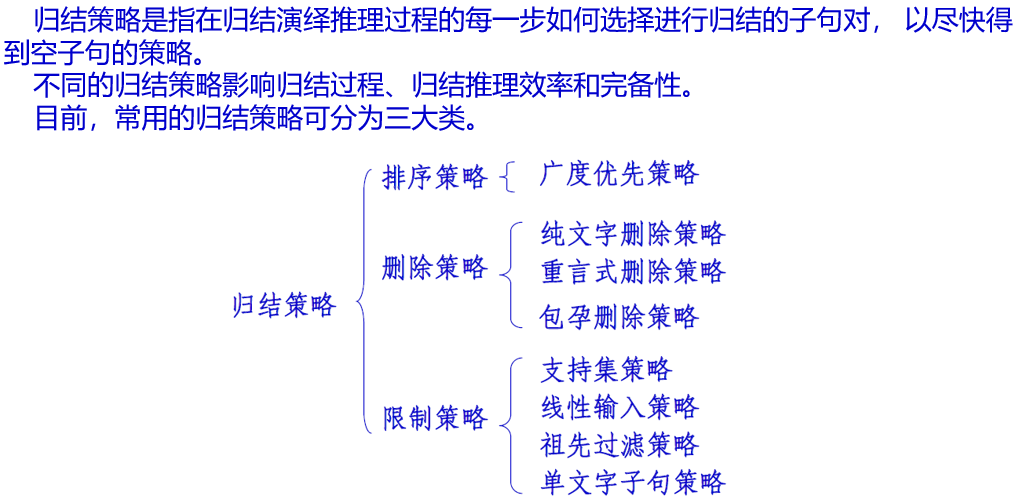 归结策略是指在归结演绎推理过程的每一步如何选择进行归结的子句对， 以尽快得
到空子句的策略。
不同的归结策略影响归结过程、归结推理效率和完备性。
目前，常用的归结策略可分为三大类。
排序策略
广度优先策略
纯文字删除策略
删除策略
重言式删除策略
归结策略
包孕删除策略
支持集策略
线性输入策略
限制策略
祖先过滤策略
单文字子句策略